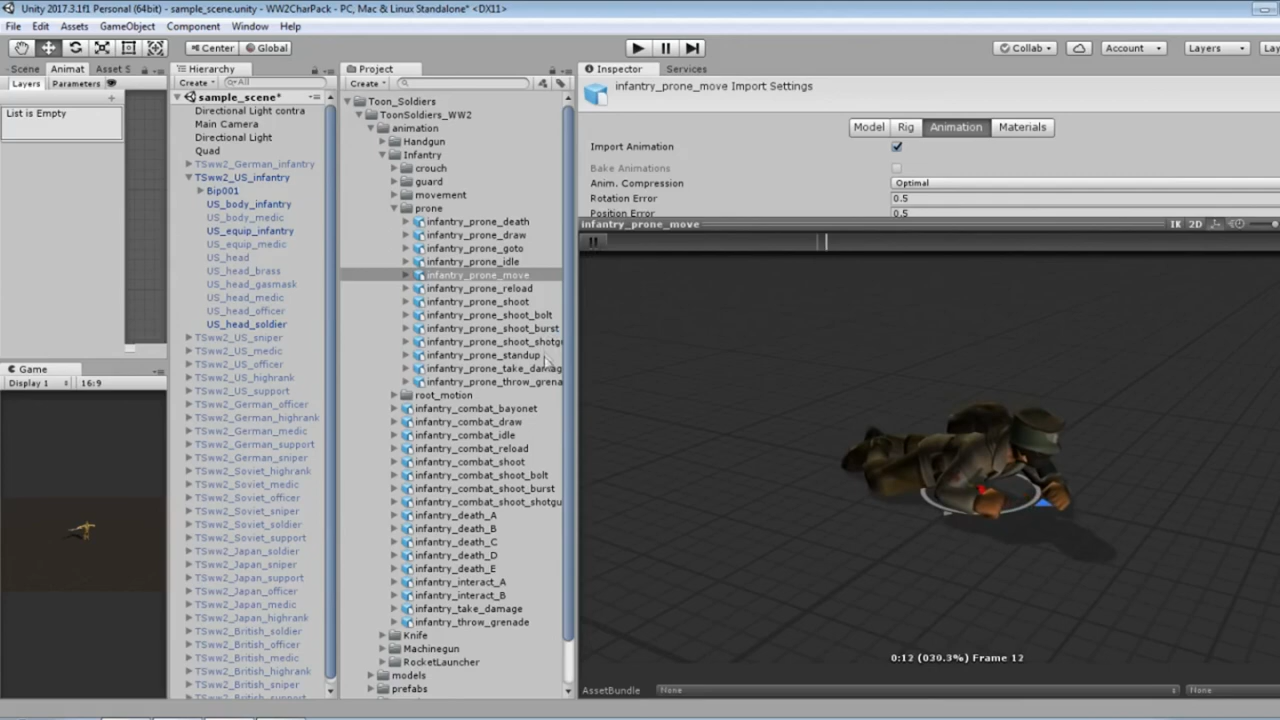 Unity 2017.3.1f1 Personal (64bit) - sample_scene.unity - WW2CharPack - PC, Mac & Linux Standalone* <DX11>
File Edit Assets GameObject Component Window Help
Center Global Collab Account Layers Lay
Scene Animat Asset S
Layers Parameters
List is Empty
Game
Display 1 16:9
Hierarchy
Create All
sample_scene*
Directional Light contra
Main Camera
Directional Light
Quad
TSww2_German_infantry
TSww2_US_infantry
Bip001
US_body_infantry
US_body_medic
US_equip_infantry
US_equip_medic
US_head
US_head_brass
US_head_gasmask
US_head_medic
US_head_officer
US_head_soldier
TSww2_US_sniper
TSww2_US_medic
TSww2_US_officer
TSww2_US_highrank
TSww2_US_support
TSww2_German_officer
TSww2_German_highrank
TSww2_German_medic
TSww2_German_support
TSww2_German_sniper
TSww2_Soviet_highrank
TSww2_Soviet_medic
TSww2_Soviet_officer
TSww2_Soviet_sniper
TSww2_Soviet_soldier
TSww2_Soviet_support
TSww2_Japan_soldier
TSww2_Japan_sniper
TSww2_Japan_support
TSww2_Japan_officer
TSww2_Japan_medic
TSww2_Japan_highrank
TSww2_British_soldier
TSww2_British_officer
TSww2_British_medic
TSww2_British_highrank
TSww2_British_sniper
TSww2_British_support
Project
Create
Toon_Soldiers
ToonSoldiers_WW2
animation
Handgun
Infantry
crouch
guard
movement
prone
infantry_prone_death
infantry_prone_draw
infantry_prone_goto
infantry_prone_idle
infantry_prone_move
infantry_prone_reload
infantry_prone_shoot
infantry_prone_shoot_bolt
infantry_prone_shoot_burst
infantry_prone_shoot_shotgu
infantry_prone_standup
infantry_prone_take_damag
infantry_prone_throw_grena
root_motion
infantry_combat_bayonet
infantry_combat_draw
infantry_combat_idle
infantry_combat_reload
infantry_combat_shoot
infantry_combat_shoot_bolt
infantry_combat_shoot_burst
infantry_combat_shoot_shotgu
infantry_death_A
infantry_death_B
infantry_death_C
infantry_death_D
infantry_death_E
infantry_interact_A
infantry_interact_B
infantry_take_damage
infantry_throw_grenade
Knife
Machinegun
RocketLauncher
models
prefabs
Inspector Services
infantry_prone_move Import Settings
Model Rig Animation Materials
Import Animation
Bake Animations
Anim. Compression Optimal
Rotation Error 0.5
Position Error 0.5
infantry_prone_move IK 2D
0:12 (030.3%) Frame 12
AssetBundle None None